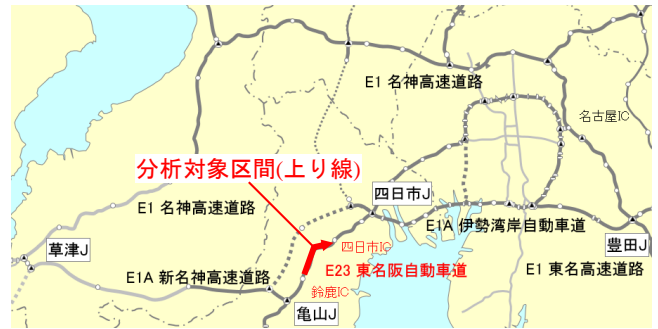 E1 名神高速道路
名古屋IC
分析対象区間(上り線)
四日市J
E1 名神高速道路
E1A 伊勢湾岸自動車道
草津J
四日市IC
豊田J
E1A 新名神高速道路
E23 東名阪自動車道
E1 東名高速道路
鈴鹿IC
亀山J